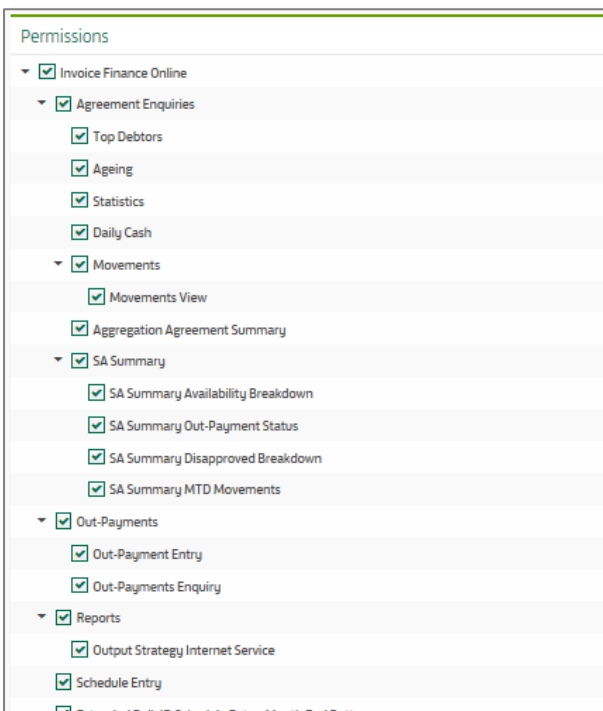 Permissions
Invoice Finance Online
Agreement Enquiries
Top Debtors
Ageing
Statistics
Daily Cash
Movements
Movements View
Aggregation Agreement Summary
SA Summary
SA Summary Availability Breakdown
SA Summary Out-Payment Status
SA Summary Disapproved Breakdown
SA Summary MTD Movements
Out-Payments
Out-Payment Entry
Out-Payments Enquiry
Reports
Output Strategy Internet Service
Schedule Entry